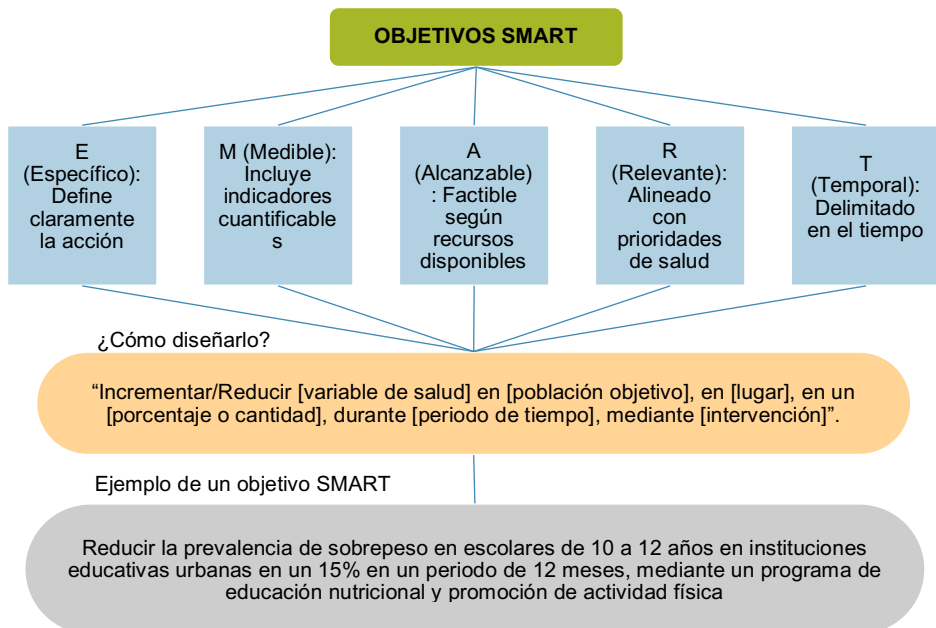 OBJETIVOS SMART
E
(Específico):
Define
claramente
la acción
M (Medible):
Incluye
indicadores
cuantificable
s
A
(Alcanzable)
: Factible
según
recursos
disponibles
R
(Relevante):
Alineado
con
prioridades
de salud
T
(Temporal):
Delimitado
en el tiempo
¿Cómo diseñarlo?
“Incrementar/Reducir [variable de salud] en [población objetivo], en [lugar], en un
[porcentaje o cantidad], durante [periodo de tiempo], mediante [intervención]”.
Ejemplo de un objetivo SMART
Reducir la prevalencia de sobrepeso en escolares de 10 a 12 años en instituciones
educativas urbanas en un 15% en un periodo de 12 meses, mediante un programa de
educación nutricional y promoción de actividad física